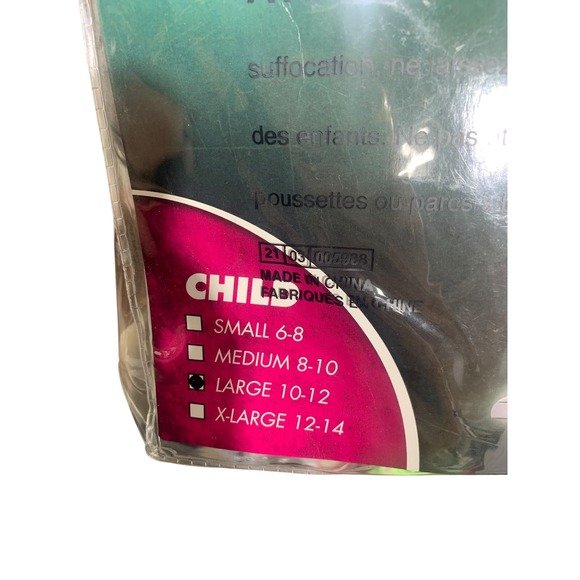 suffocation, ne laissez
des enfants. Ne pas
poussettes ou parcs
21 03 005938
MADE IN CHINA
FABRIQUÉS EN CHINE
CHILD
SMALL 6-8
MEDIUM 8-10
LARGE 10-12
X-LARGE 12-14